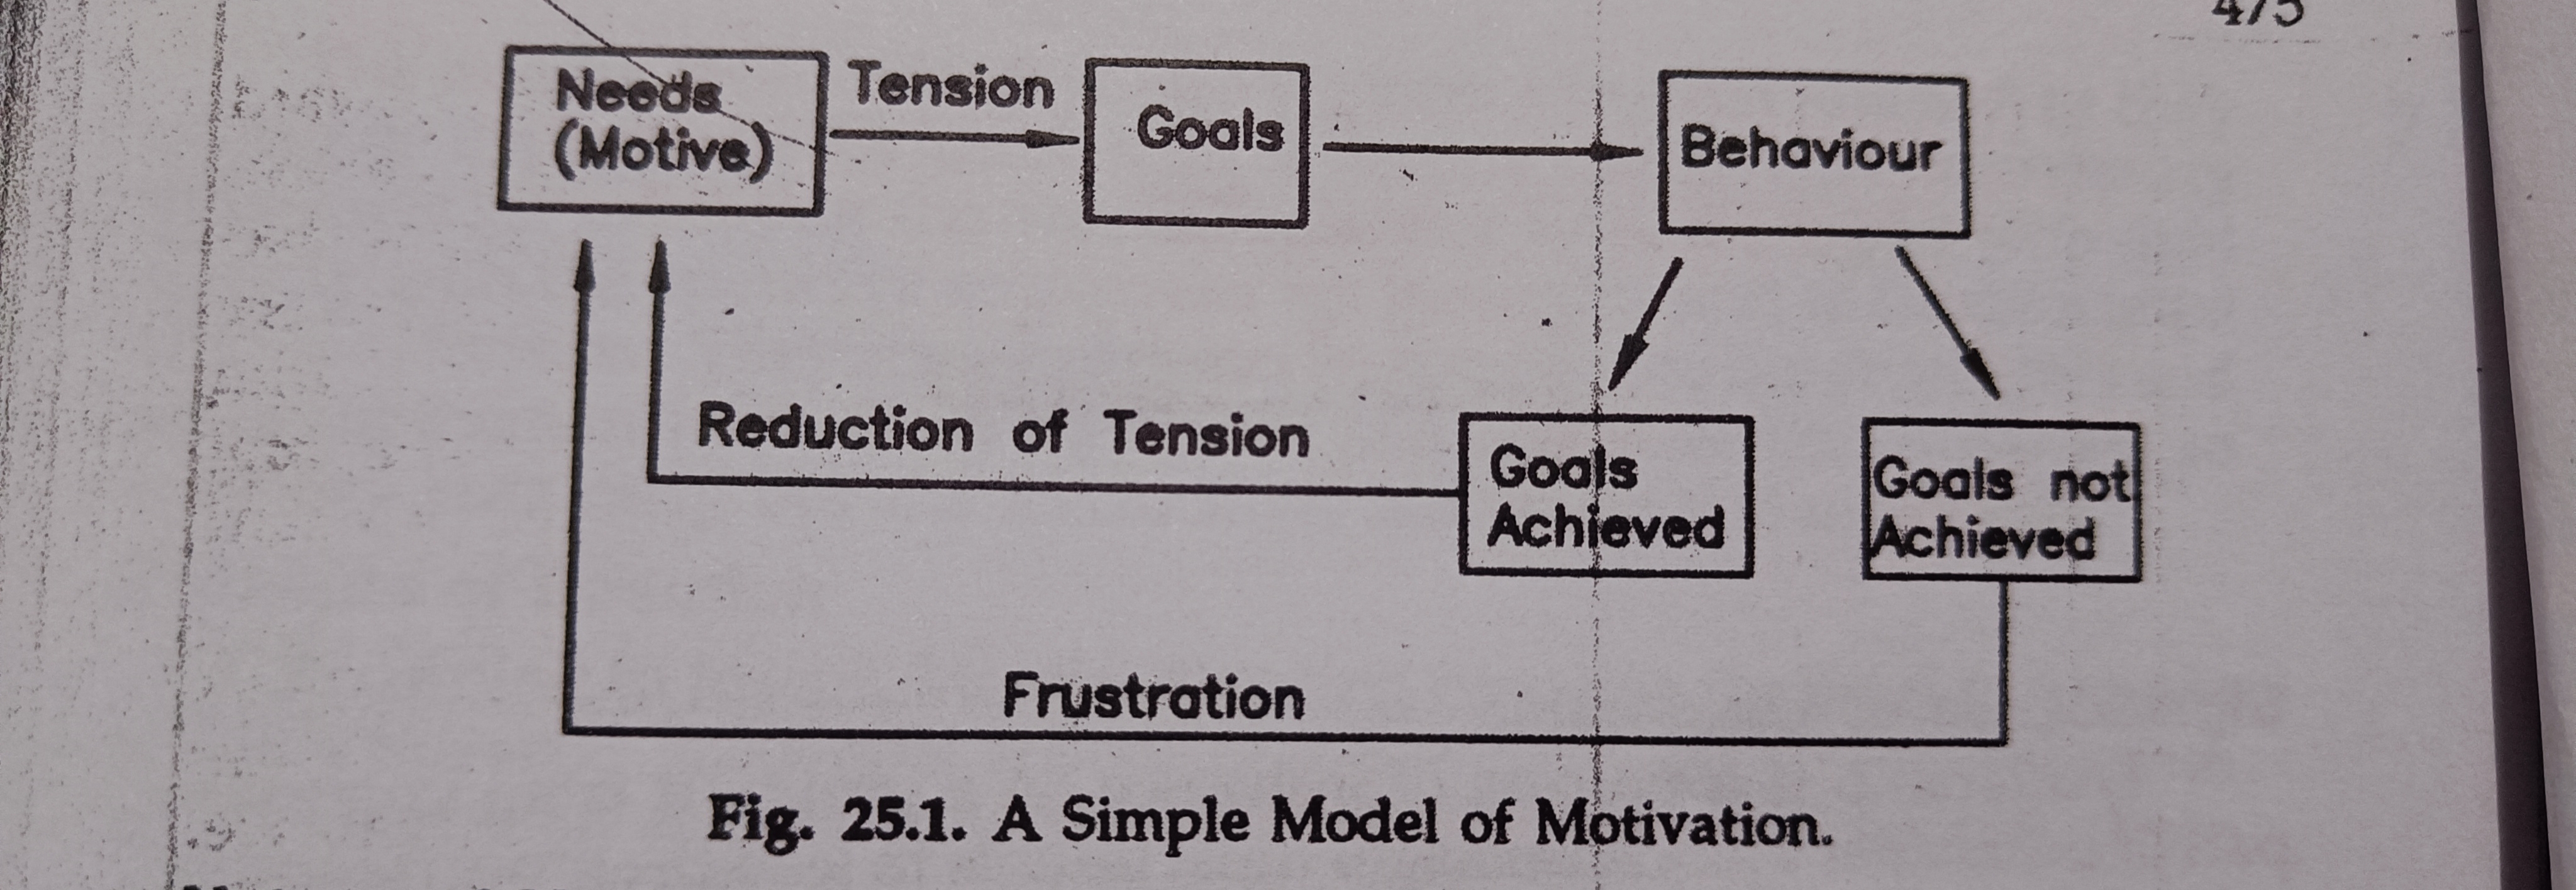 Needs
(Motive)
Tension
Goals
Behaviour
Reduction of Tension
Goals
Achieved
Goals not
Achieved
Frustration
Fig. 25.1. A Simple Model of Motivation.